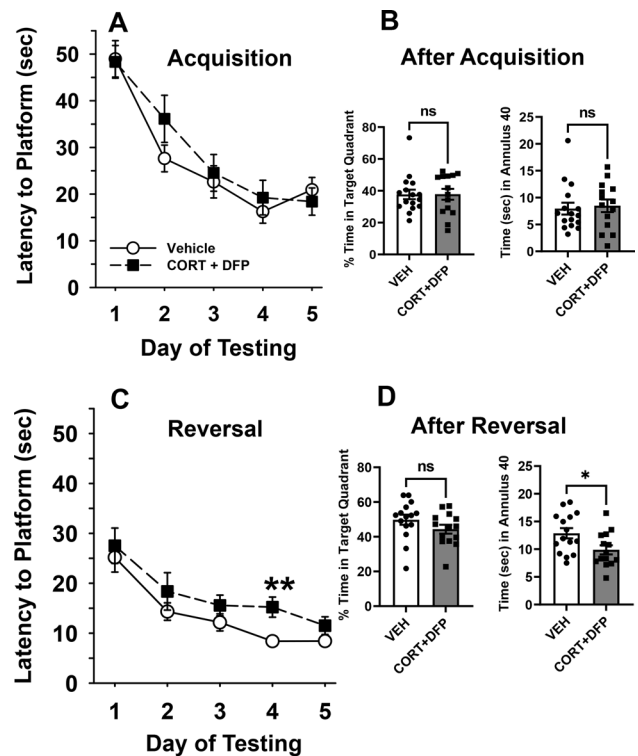 A
Acquisition
Latency to Platform (sec)
50
40
30
20
10
0
Vehicle
CORT + DFP
1 2 3 4 5
Day of Testing
B
After Acquisition
% Time in Target Quadrant
80
60
40
20
0
ns
VEH
CORT+DFP
Time (sec) in Annulus 40
25
20
15
10
5
0
ns
VEH
CORT+DFP
C
Reversal
Latency to Platform (sec)
50
40
30
20
10
0
**
1 2 3 4 5
Day of Testing
D
After Reversal
% Time in Target Quadrant
80
60
40
20
0
ns
VEH
CORT+DFP
Time (sec) in Annulus 40
25
20
15
10
5
0
*
VEH
CORT+DFP